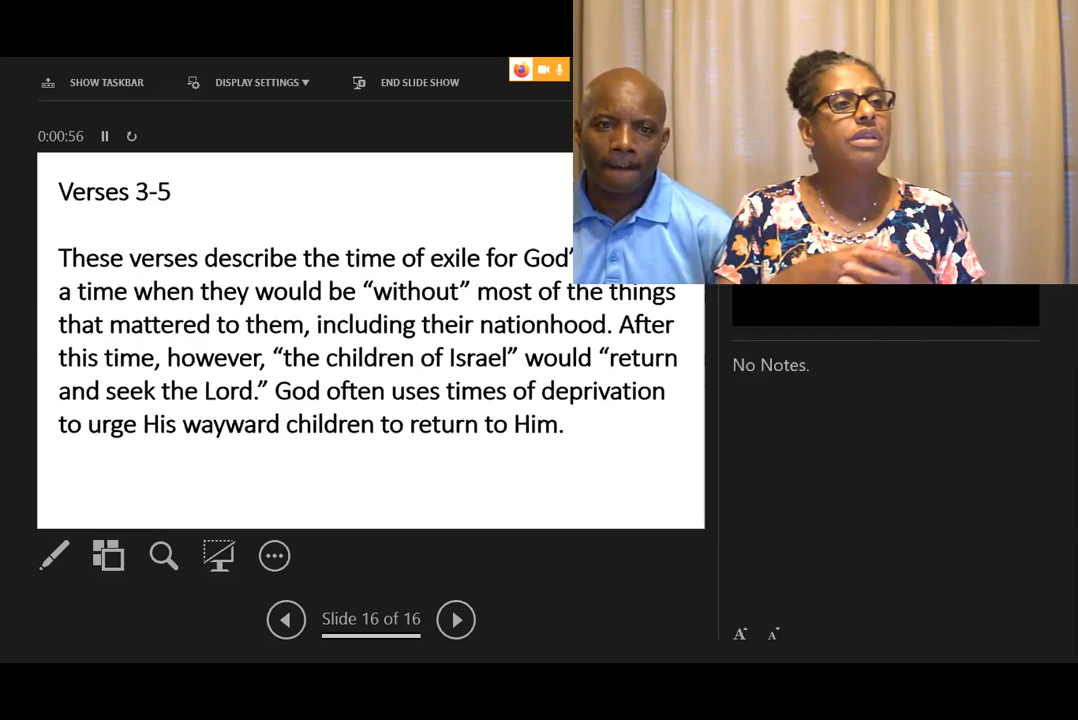 SHOW TASKBAR
DISPLAY SETTINGS ▾
END SLIDE SHOW
0:00:56
Verses 3-5
These verses describe the time of exile for God’
a time when they would be “without” most of the things
that mattered to them, including their nationhood. After
this time, however, “the children of Israel” would “return
and seek the Lord.” God often uses times of deprivation
to urge His wayward children to return to Him.
No Notes.
Slide 16 of 16
A A